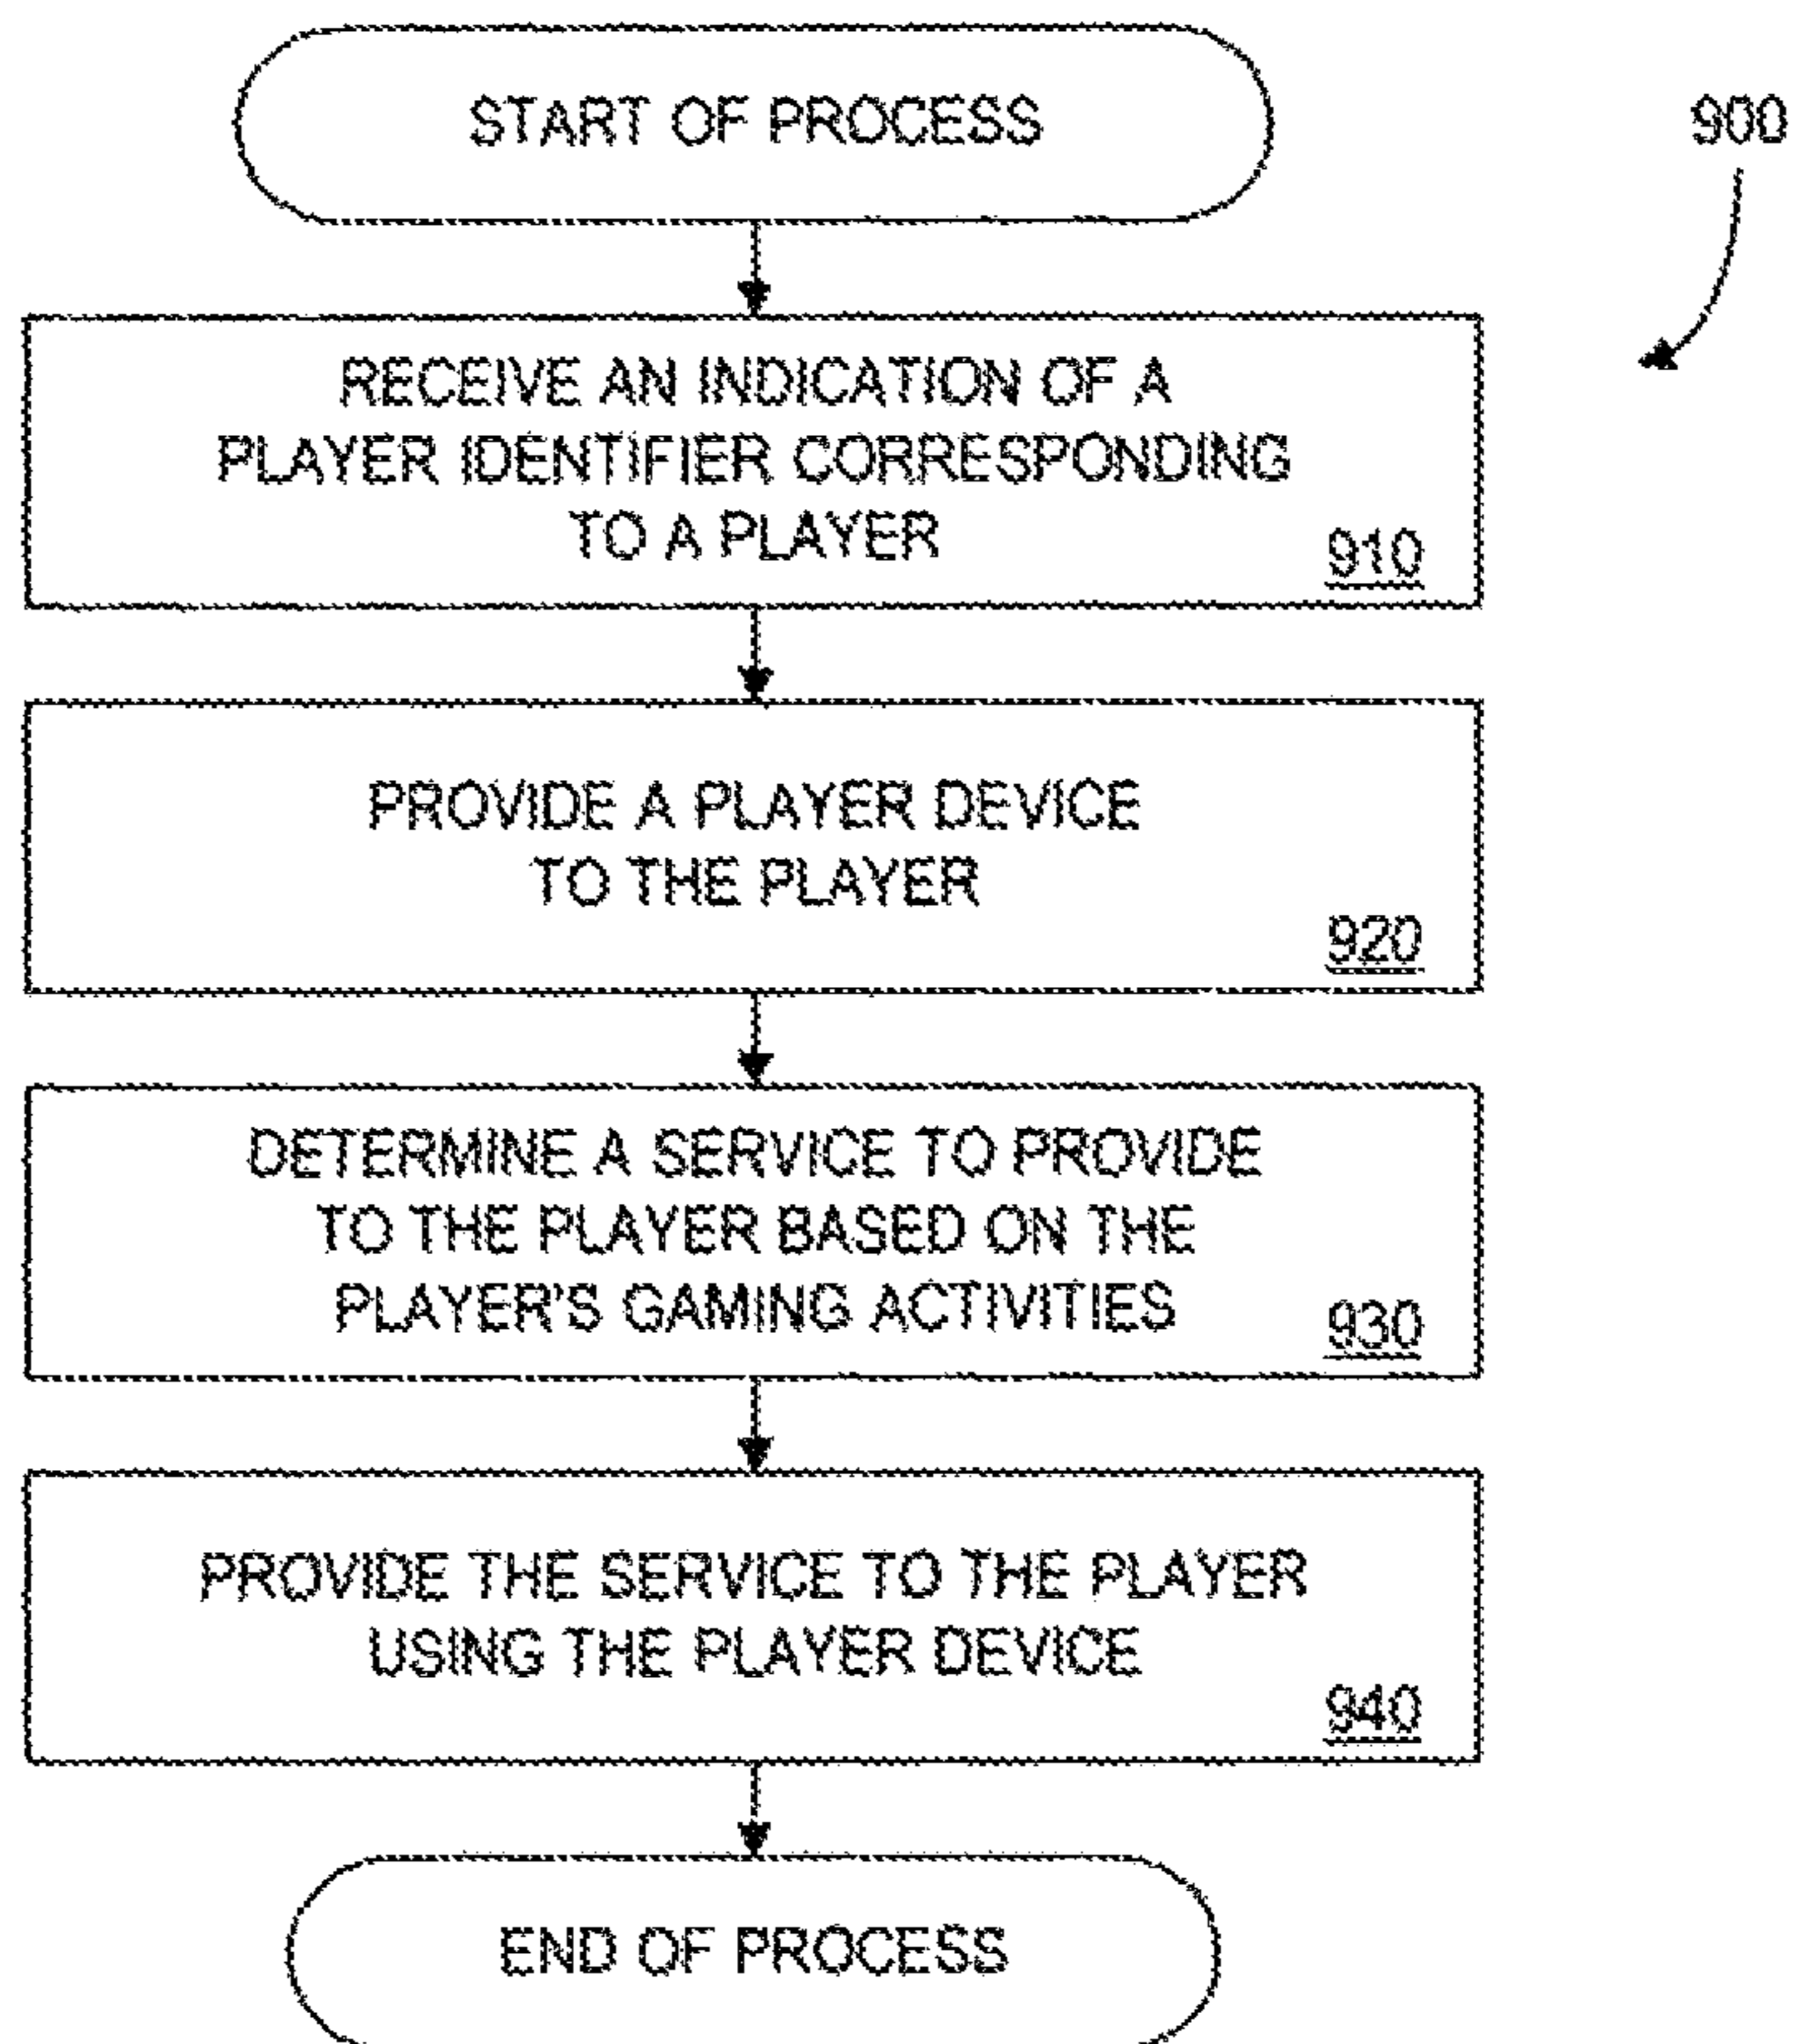 START OF PROCESS
900
RECEIVE AN INDICATION OF A
PLAYER IDENTIFIER CORRESPONDING
TO A PLAYER
910
PROVIDE A PLAYER DEVICE
TO THE PLAYER
920
DETERMINE A SERVICE TO PROVIDE
TO THE PLAYER BASED ON THE
PLAYER'S GAMING ACTIVITIES
930
PROVIDE THE SERVICE TO THE PLAYER
USING THE PLAYER DEVICE
940
END OF PROCESS